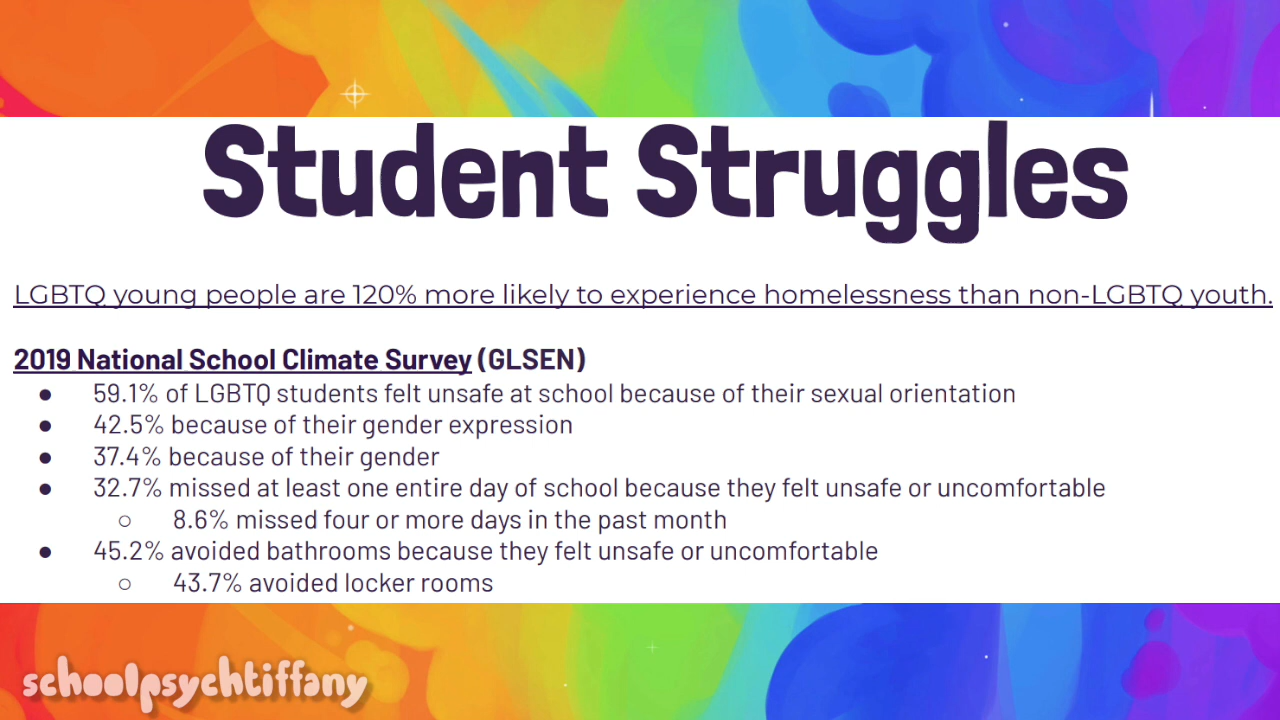 Student Struggles
LGBTQ young people are 120% more likely to experience homelessness than non-LGBTQ youth.
2019 National School Climate Survey (GLSEN)
● 59.1% of LGBTQ students felt unsafe at school because of their sexual orientation
● 42.5% because of their gender expression
● 37.4% because of their gender
● 32.7% missed at least one entire day of school because they felt unsafe or uncomfortable
○ 8.6% missed four or more days in the past month
● 45.2% avoided bathrooms because they felt unsafe or uncomfortable
○ 43.7% avoided locker rooms
schoolpsychtiffany